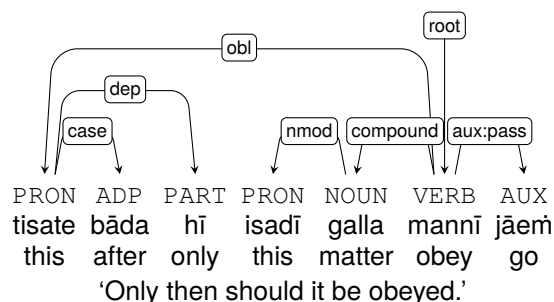 root
obl
dep
case nmod compound aux:pass
PRON ADP PART PRON NOUN VERB AUX
tisate bāda hī isadī galla mannī jāeṁ
this after only this matter obey go
‘Only then should it be obeyed.’